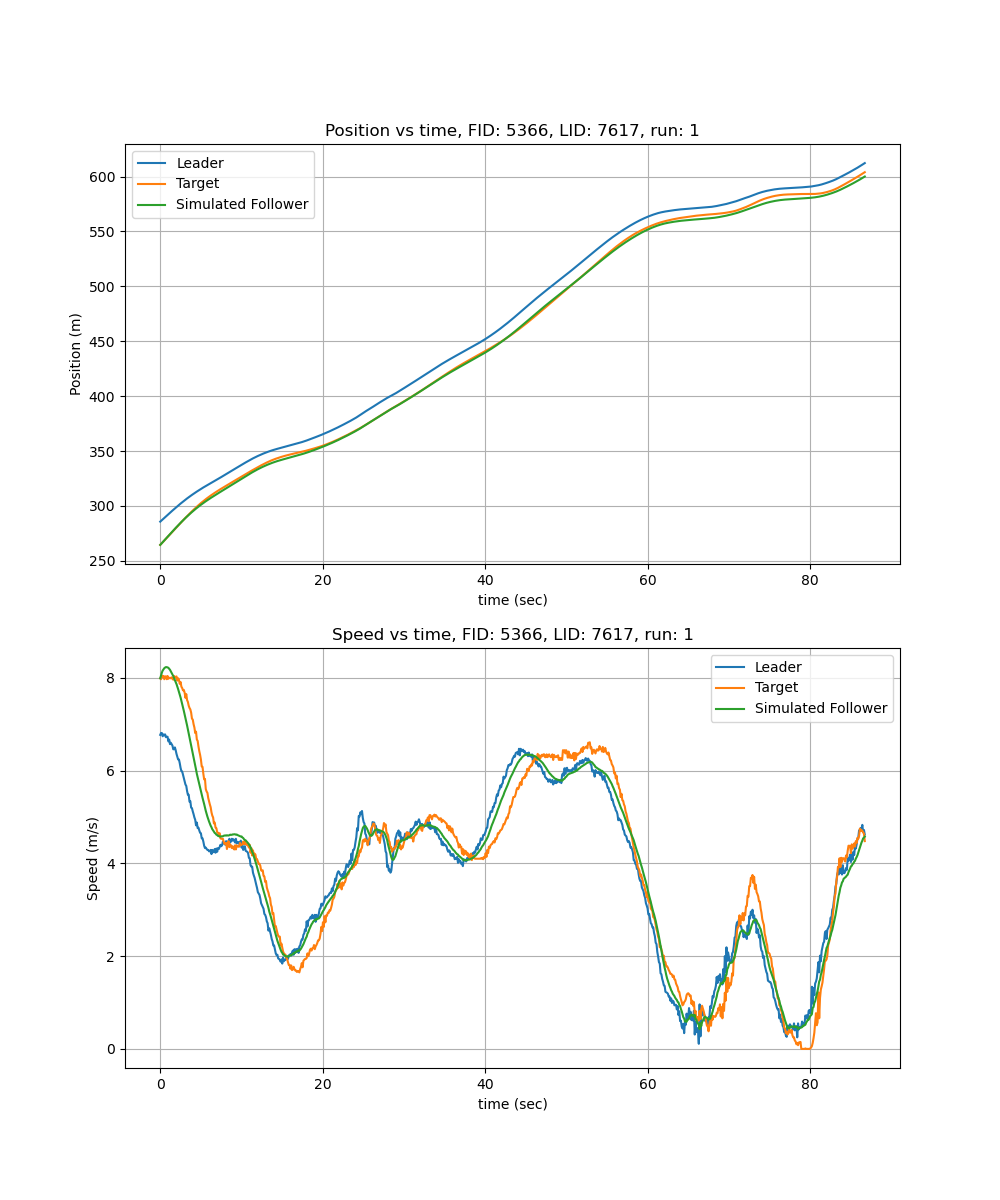 Position vs time, FID: 5366, LID: 7617, run: 1
Leader
Target
Simulated Follower
600
550
500
450
400
350
300
250
Position (m)
0 20 40 60 80
time (sec)
Speed vs time, FID: 5366, LID: 7617, run: 1
Leader
Target
Simulated Follower
8
6
4
2
0
Speed (m/s)
0 20 40 60 80
time (sec)